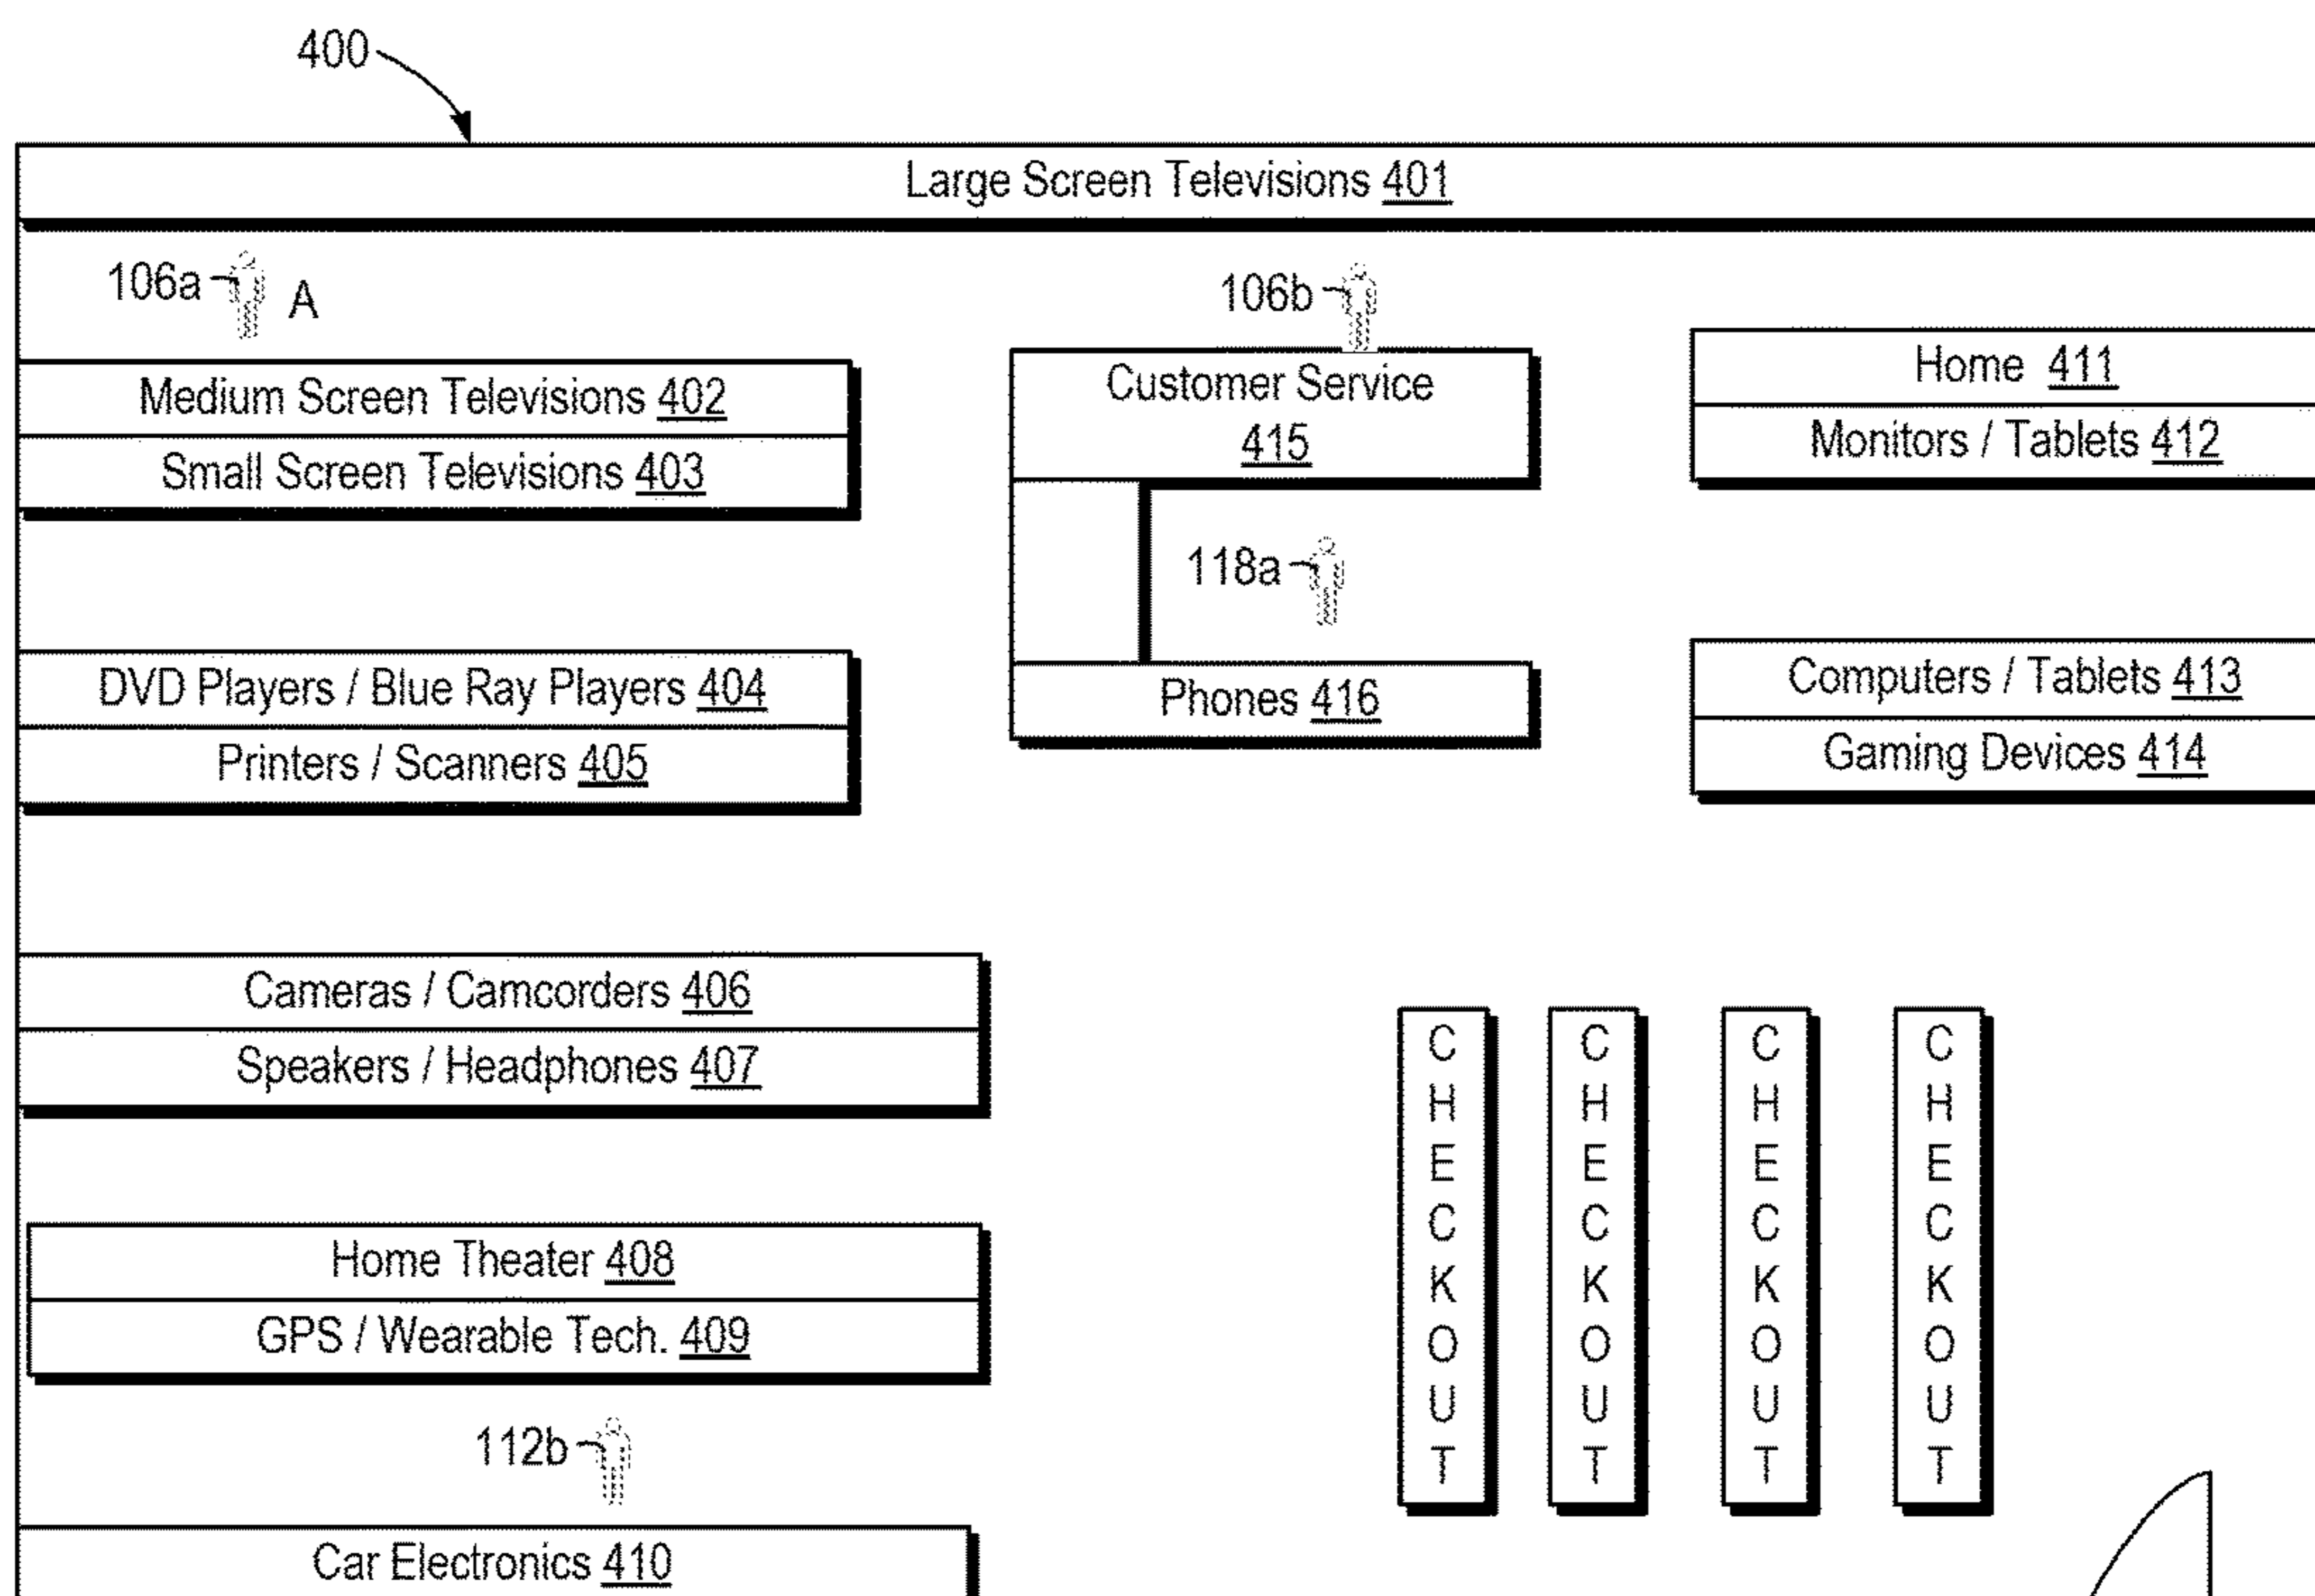 400
Large Screen Televisions 401
106a
A
106b
Medium Screen Televisions 402
Small Screen Televisions 403
Customer Service
415
Home 411
Monitors / Tablets 412
118a
DVD Players / Blue Ray Players 404
Printers / Scanners 405
Phones 416
Computers / Tablets 413
Gaming Devices 414
Cameras / Camcorders 406
Speakers / Headphones 407
CHECKOUT
CHECKOUT
CHECKOUT
CHECKOUT
Home Theater 408
GPS / Wearable Tech. 409
112b
Car Electronics 410